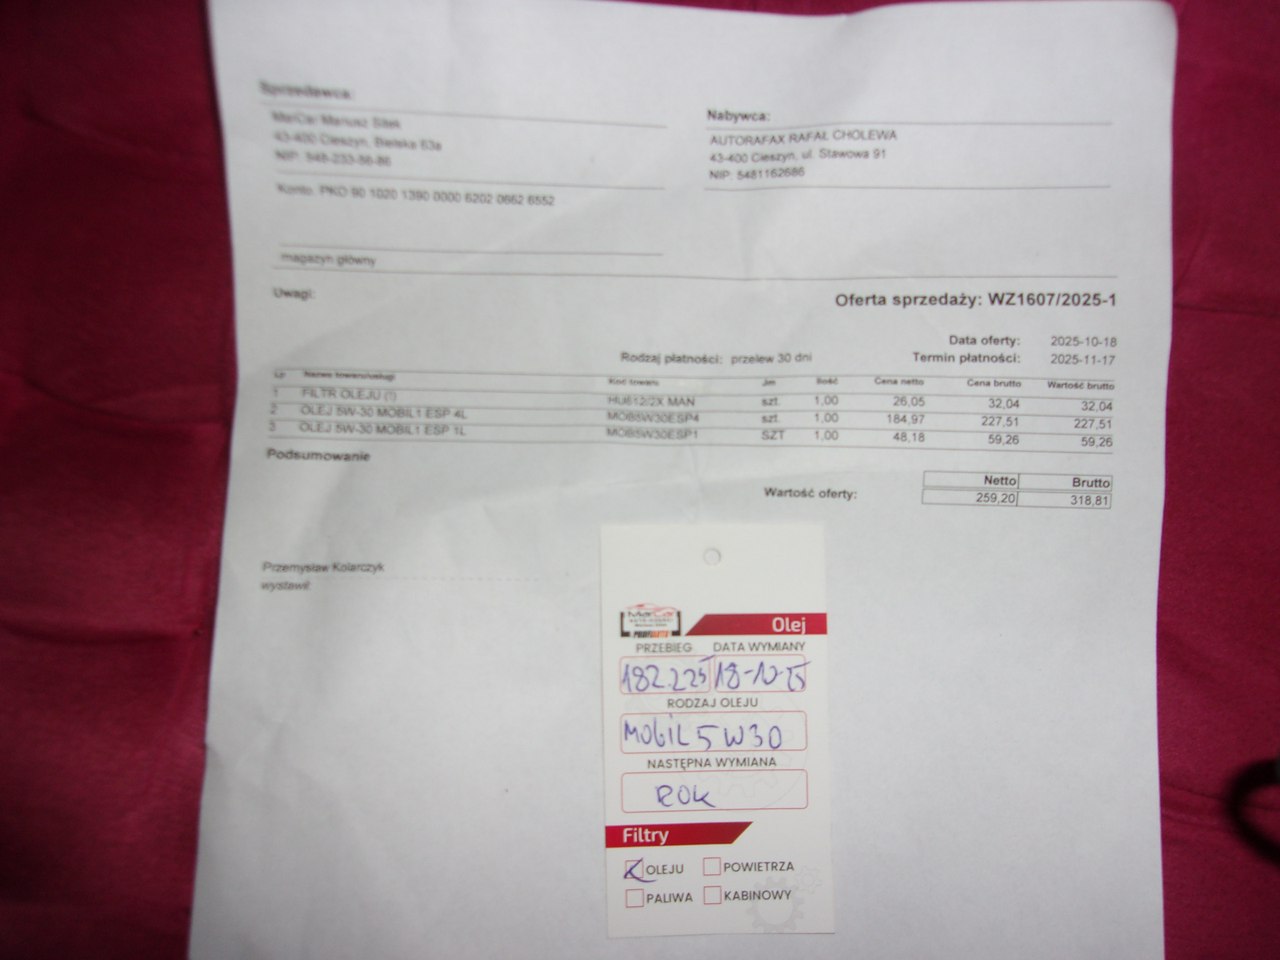 Sprzedawca:
MarCar Mariusz Sitek
43-400 Cieszyn, Bielska 63a
NIP: 548-233-86-86
Konto: PKO 90 1020 1390 0000 6202 0662 6552
Nabywca:
AUTORAFAX RAFAŁ CHOLEWA
43-400 Cieszyn, ul. Stawowa 91
NIP: 5481162686
magazyn główny
Uwagi:
Oferta sprzedaży: WZ1607/2025-1
Data oferty: 2025-10-18
Rodzaj płatności: przelew 30 dni Termin płatności: 2025-11-17
Lp Nazwa towaru/usługi Kod towaru Jm Ilość Cena netto Cena brutto Wartość brutto
1 FILTR OLEJU (!) HU612/2X MAN szt. 1,00 26,05 32,04 32,04
2 OLEJ 5W-30 MOBIL1 ESP 4L MOB5W30ESP4 szt. 1,00 184,97 227,51 227,51
3 OLEJ 5W-30 MOBIL1 ESP 1L MOB5W30ESP1 SZT 1,00 48,18 59,26 59,26
Podsumowanie
Netto Brutto
Wartość oferty: 259,20 318,81
Przemysław Kolarczyk
wystawił
MarCar
Olej
PRZEBIEG DATA WYMIANY
182.225 18-10-25
RODZAJ OLEJU
MOBIL 5W30
NASTĘPNA WYMIANA
ROK
Filtry
OLEJU POWIETRZA
PALIWA KABINOWY